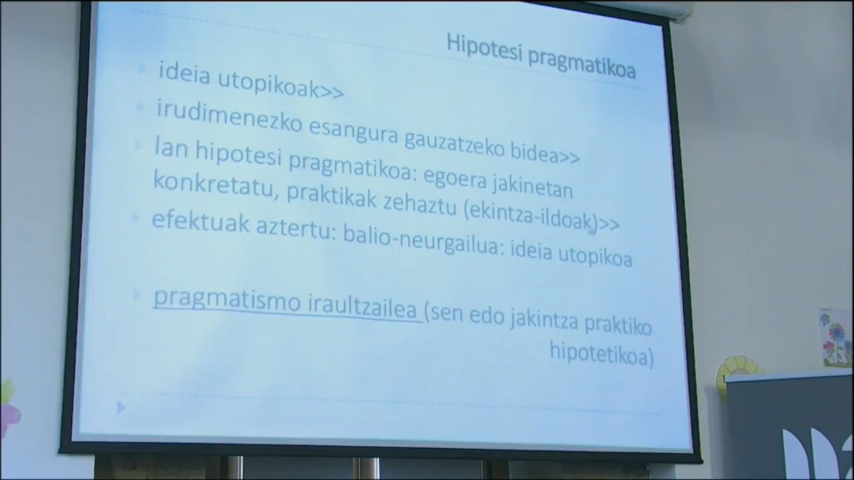 Hipotesi pragmatikoa
ideia utopikoak>>
irudimenezko esangura gauzatzeko bidea>>
lan hipotesi pragmatikoa: egoera jakinetan
konkretatu, praktikak zehaztu (ekintza-ildoak)>>
efektuak aztertu: balio-neurgailua: ideia utopikoa
pragmatismo iraultzailea (sen edo jakintza praktiko
hipotetikoa)